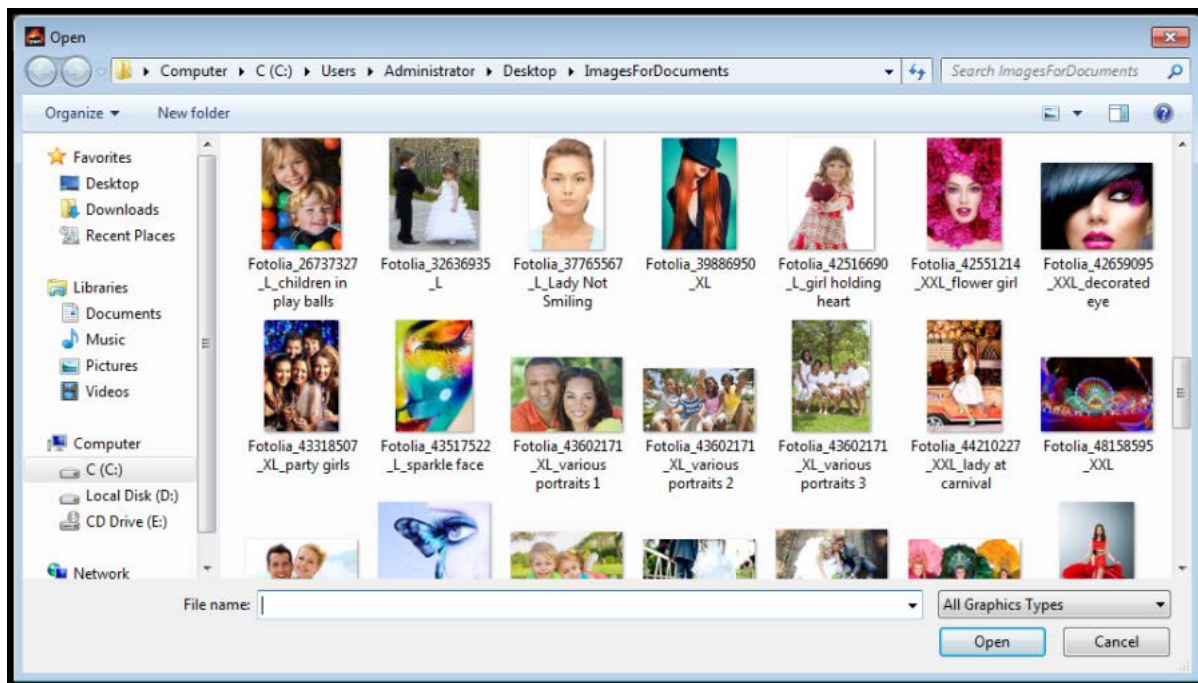 Open
Computer C (C:) Users Administrator Desktop ImagesForDocuments
Search ImagesForDocuments
Organize New folder
Favorites
Desktop
Downloads
Recent Places
Libraries
Documents
Music
Pictures
Videos
Computer
C (C:)
Local Disk (D:)
CD Drive (E:)
Network
Fotolia_26737327
_L_children in
play balls
Fotolia_32636935
_L
Fotolia_37765567
_L_Lady Not
Smiling
Fotolia_39886950
_XL
Fotolia_42516690
_L_girl holding
heart
Fotolia_42551214
_XXL_flower girl
Fotolia_42659095
_XXL_decorated
eye
Fotolia_43318507
_XL_party girls
Fotolia_43517522
_L_sparkle face
Fotolia_43602171
_XL_various
portraits 1
Fotolia_43602171
_XL_various
portraits 2
Fotolia_43602171
_XL_various
portraits 3
Fotolia_44210227
_XXL_lady at
carnival
Fotolia_48158595
_XXL
File name:
All Graphics Types
Open Cancel